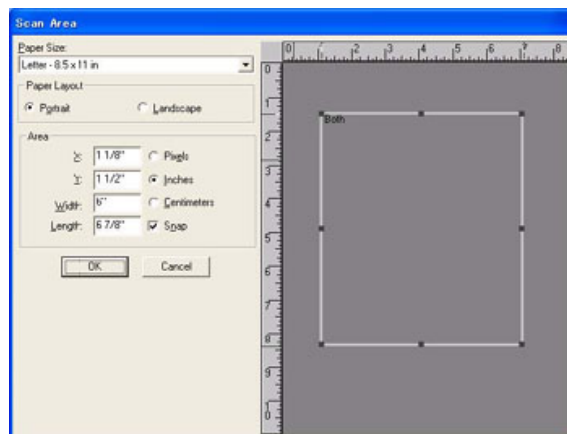 Scan Area
Paper Size:
Letter - 8.5 x 11 in
Paper Layout
Portrait
Landscape
Area
X: 1 1/8"
Pixels
Y: 1 1/2"
Inches
Width: 6"
Centimeters
Length: 6 7/8"
Snap
OK
Cancel
0 1 2 3 4 5 6 7 8
0
1
2
3
4
5
6
7
8
9
10
Both